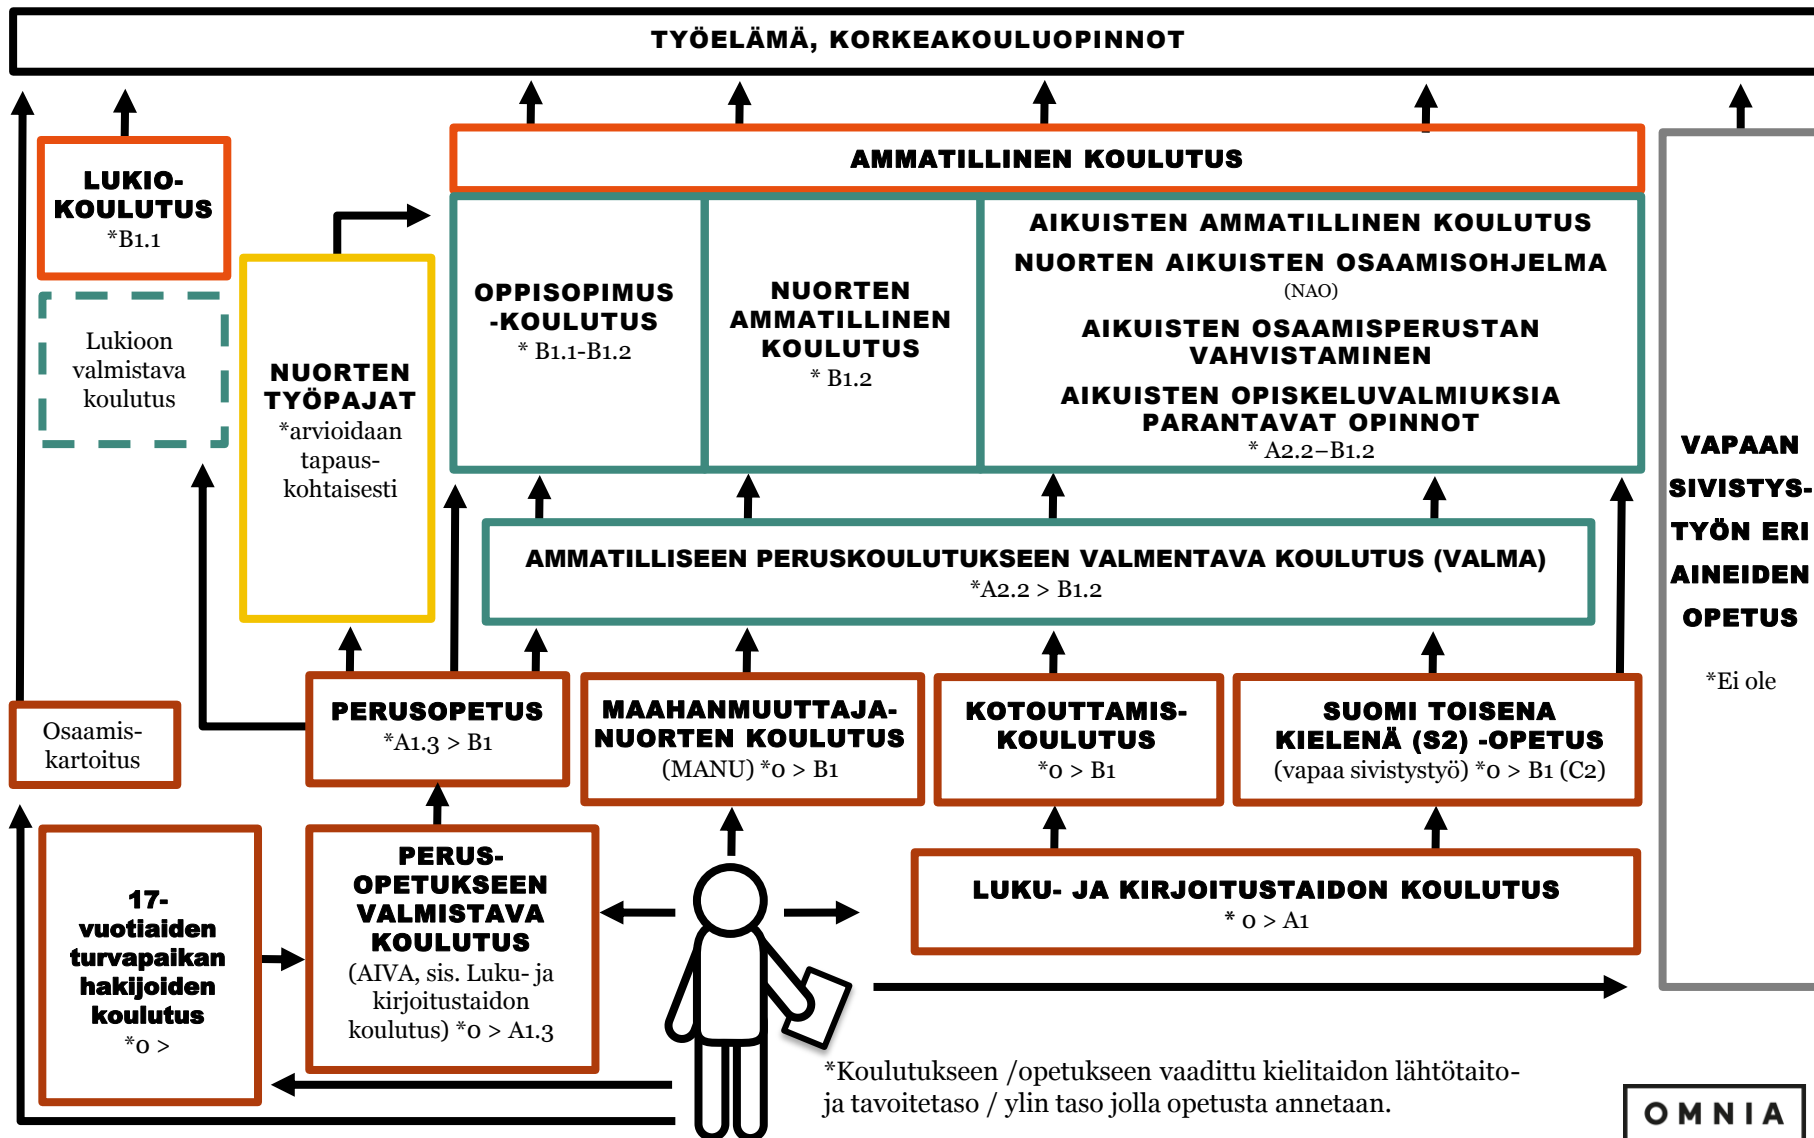 TYÖELÄMÄ, KORKEAKOULUOPINNOT
LUKIO-
KOULUTUS
*B1.1
Lukioon
valmistava
koulutus
NUORTEN
TYÖPAJAT
*arvioidaan
tapaus-
kohtaisesti
AMMATILLINEN KOULUTUS
OPPISOPIMUS
-KOULUTUS
* B1.1-B1.2
NUORTEN
AMMATILLINEN
KOULUTUS
* B1.2
AIKUISTEN AMMATILLINEN KOULUTUS
NUORTEN AIKUISTEN OSAAMISOHJELMA
(NAO)
AIKUISTEN OSAAMISPERUSTAN
VAHVISTAMINEN
AIKUISTEN OPISKELUVALMIUKSIA
PARANTAVAT OPINNOT
* A2.2–B1.2
VAPAAN
SIVISTYS-
TYÖN ERI
AINEIDEN
OPETUS
*Ei ole
AMMATILLISEEN PERUSKOULUTUKSEEN VALMENTAVA KOULUTUS (VALMA)
*A2.2 > B1.2
Osaamis-
kartoitus
PERUSOPETUS
*A1.3 > B1
MAAHANMUUTTAJA-
NUORTEN KOULUTUS
(MANU) *0 > B1
KOTOUTTAMIS-
KOULUTUS
*0 > B1
SUOMI TOISENA
KIELENÄ (S2) -OPETUS
(vapaa sivistystyö) *0 > B1 (C2)
17-
vuotiaiden
turvapaikan
hakijoiden
koulutus
*0 >
PERUS-
OPETUKSEEN
VALMISTAVA
KOULUTUS
(AIVA, sis. Luku- ja
kirjoitustaidon
koulutus) *0 > A1.3
LUKU- JA KIRJOITUSTAIDON KOULUTUS
* 0 > A1
*Koulutukseen /opetukseen vaadittu kielitaidon lähtötaito-
ja tavoitetaso / ylin taso jolla opetusta annetaan.
OMNIA